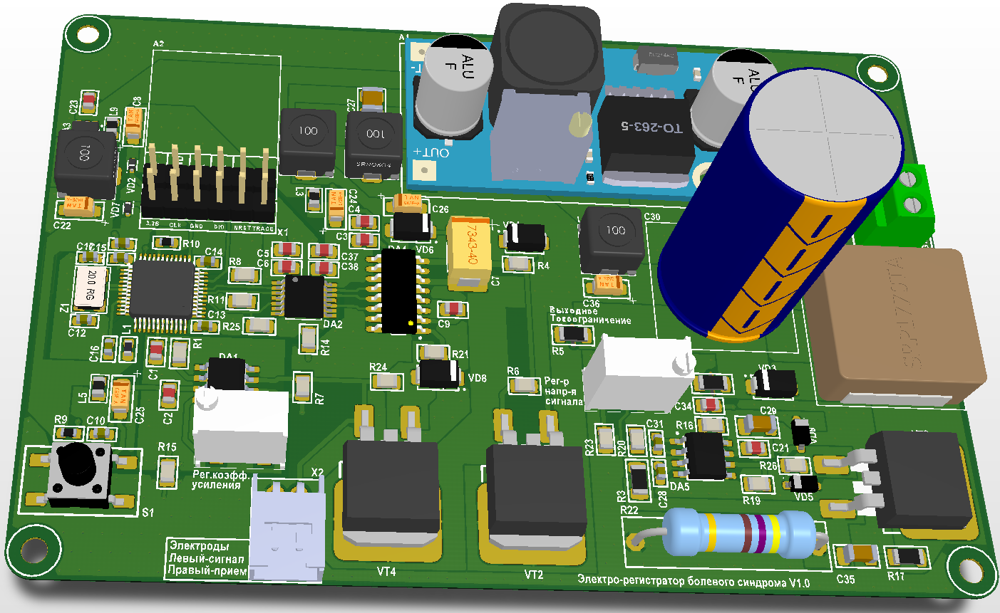 A2
A1
ALU
F
ALU
F
C23
L9
C8
TAN
C27
100
100
100
TO-263-5
OUT+
VD2
VD7
TAN
C22
L3
C24
TAN
C26
C4
C3
3.3B CLK GND DIO NRST TRACE
X1
VD6
7343-40
C7
R4
100
C30
TAN
C36
R10
C15
C14
C5
C6
C37
C38
R8
R11
R25
C13
20.0 RG
Z1
C12
L1
C16
C1
R1
DA2
R14
C9
Выходное
Токоограничение
R5
R21
VD8
R24
R6
Рег-р
напр-я
сигнала
DA1
R7
C2
L5
TAN
C25
R9
C10
S1
R15
Рег.коэфф.
усиления
X2
Электроды
Левый-сигнал
Правый-прием
VT4
VT2
VD3
C34
R16
C29
C31
C21
R23
R20
R26
R3
R22
C28
DA5
R19
VD5
C35
R17
Электро-регистратор болевого синдрома V1.0